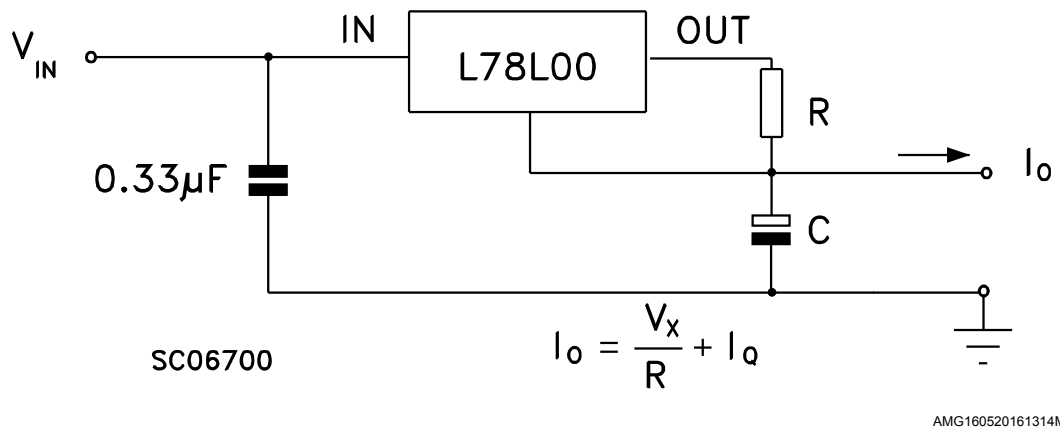 V_IN
IN
L78L00
OUT
R
0.33µF
I_O
C
I_O = V_X / R + I_Q
SC06700
AMG160520161314M